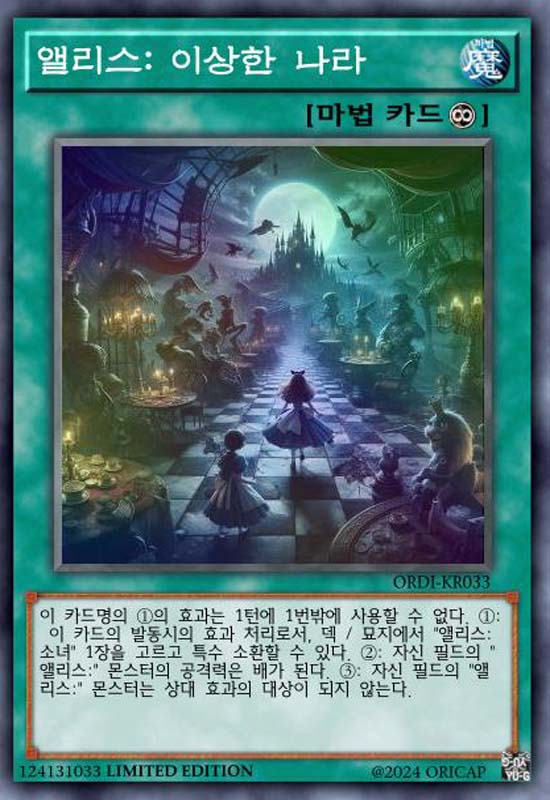 앨리스: 이상한 나라
마법
魔
[마법 카드♾]
ORDI-KR033
이 카드명의 ①의 효과는 1턴에 1번밖에 사용할 수 없다. ①:
이 카드의 발동시의 효과 처리로서, 덱 / 묘지에서 "앨리스:
소녀" 1장을 고르고 특수 소환할 수 있다. ②: 자신 필드의 "
앨리스:" 몬스터의 공격력은 배가 된다. ③: 자신 필드의 "앨
리스:" 몬스터는 상대 효과의 대상이 되지 않는다.
124131033 LIMITED EDITION
@2024 ORICAP
YU-G